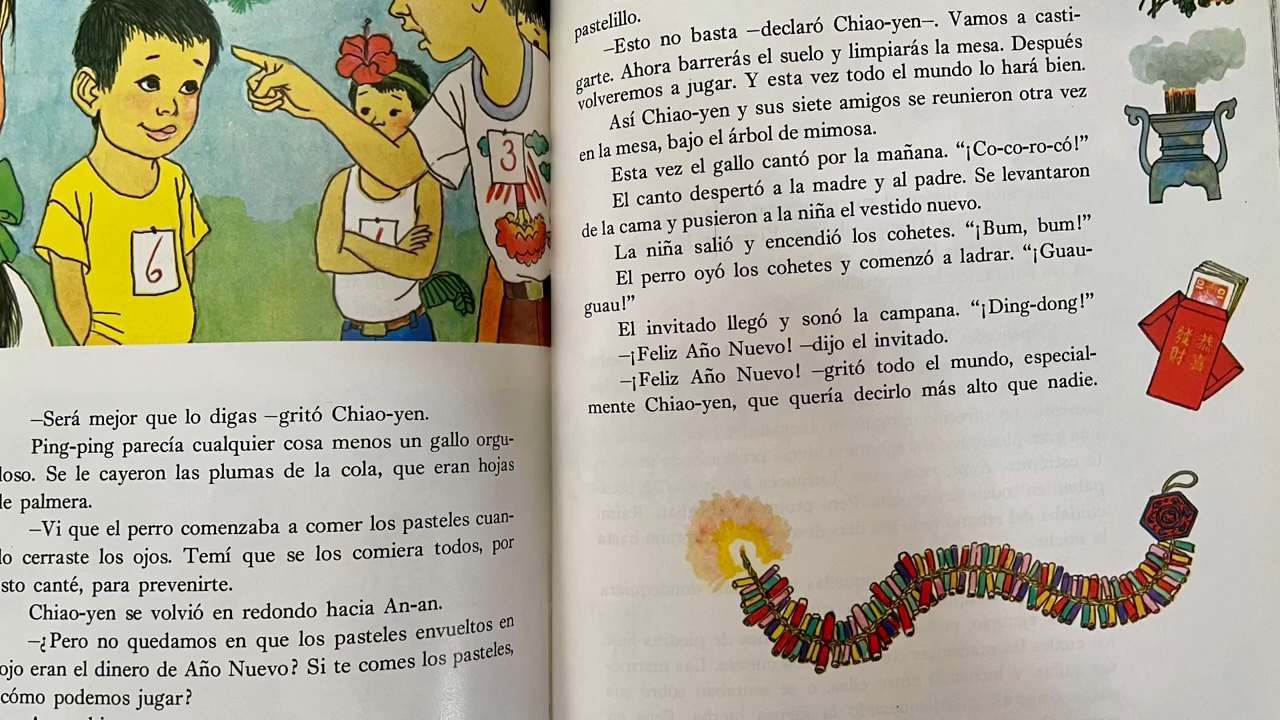 6
1
3
—Será mejor que lo digas —gritó Chiao-yen.
Ping-ping parecía cualquier cosa menos un gallo orgu-
loso. Se le cayeron las plumas de la cola, que eran hojas
de palmera.
—Vi que el perro comenzaba a comer los pasteles cuan-
do cerraste los ojos. Temí que se los comiera todos, por
esto canté, para prevenirte.
Chiao-yen se volvió en redondo hacia An-an.
—¿Pero no quedamos en que los pasteles envueltos en
rojo eran el dinero de Año Nuevo? Si te comes los pasteles,
¿cómo podemos jugar?
pastelillo.
—Esto no basta —declaró Chiao-yen—. Vamos a casti-
garte. Ahora barrerás el suelo y limpiarás la mesa. Después
volveremos a jugar. Y esta vez todo el mundo lo hará bien.
Así Chiao-yen y sus siete amigos se reunieron otra vez
en la mesa, bajo el árbol de mimosa.
Esta vez el gallo cantó por la mañana. “¡Co-co-ro-có!”
El canto despertó a la madre y al padre. Se levantaron
de la cama y pusieron a la niña el vestido nuevo.
La niña salió y encendió los cohetes. “¡Bum, bum!”
El perro oyó los cohetes y comenzó a ladrar. “¡Guau-
guau!”
El invitado llegó y sonó la campana. “¡Ding-dong!”
—¡Feliz Año Nuevo! —dijo el invitado.
—¡Feliz Año Nuevo! —gritó todo el mundo, especial-
mente Chiao-yen, que quería decirlo más alto que nadie.
恭喜
發財